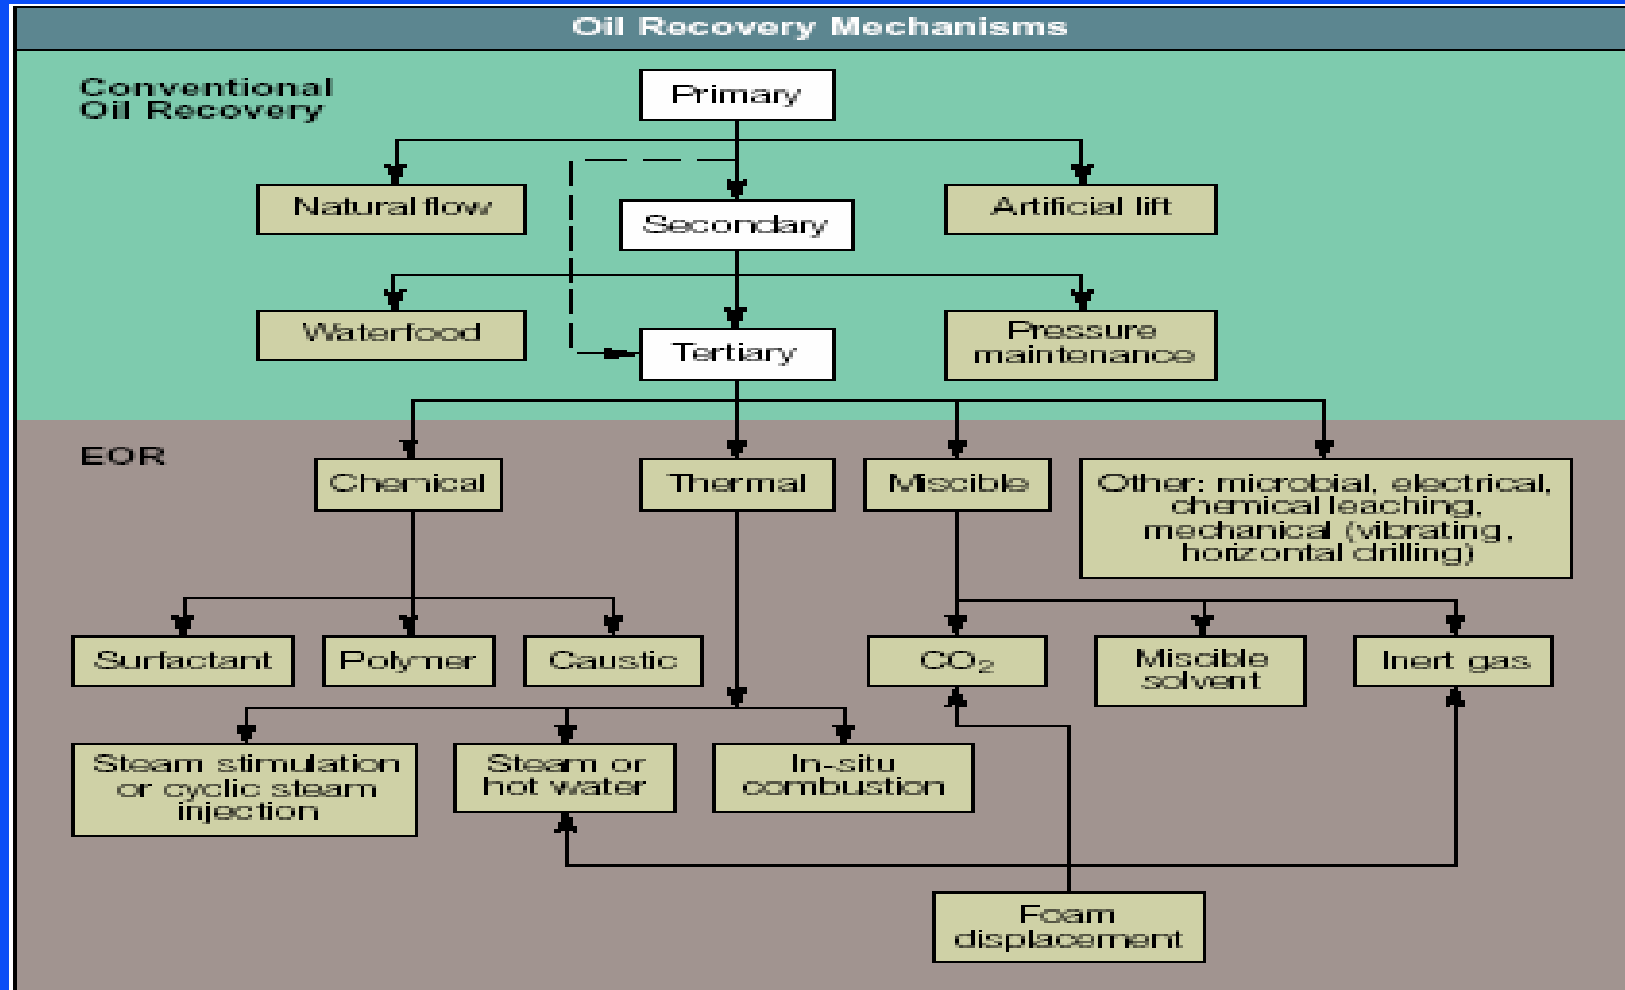 Oil Recovery Mechanisms
Conventional
Oil Recovery
Primary
Natural flow
Secondary
Artificial lift
Waterfood
Tertiary
Pressure
maintenance
EOR
Chemical
Thermal
Miscible
Other: microbial, electrical,
chemical leaching,
mechanical (vibrating,
horizontal drilling)
Surfactant
Polymer
Caustic
CO₂
Miscible
solvent
Inert gas
Steam stimulation
or cyclic steam
injection
Steam or
hot water
In-situ
combustion
Foam
displacement